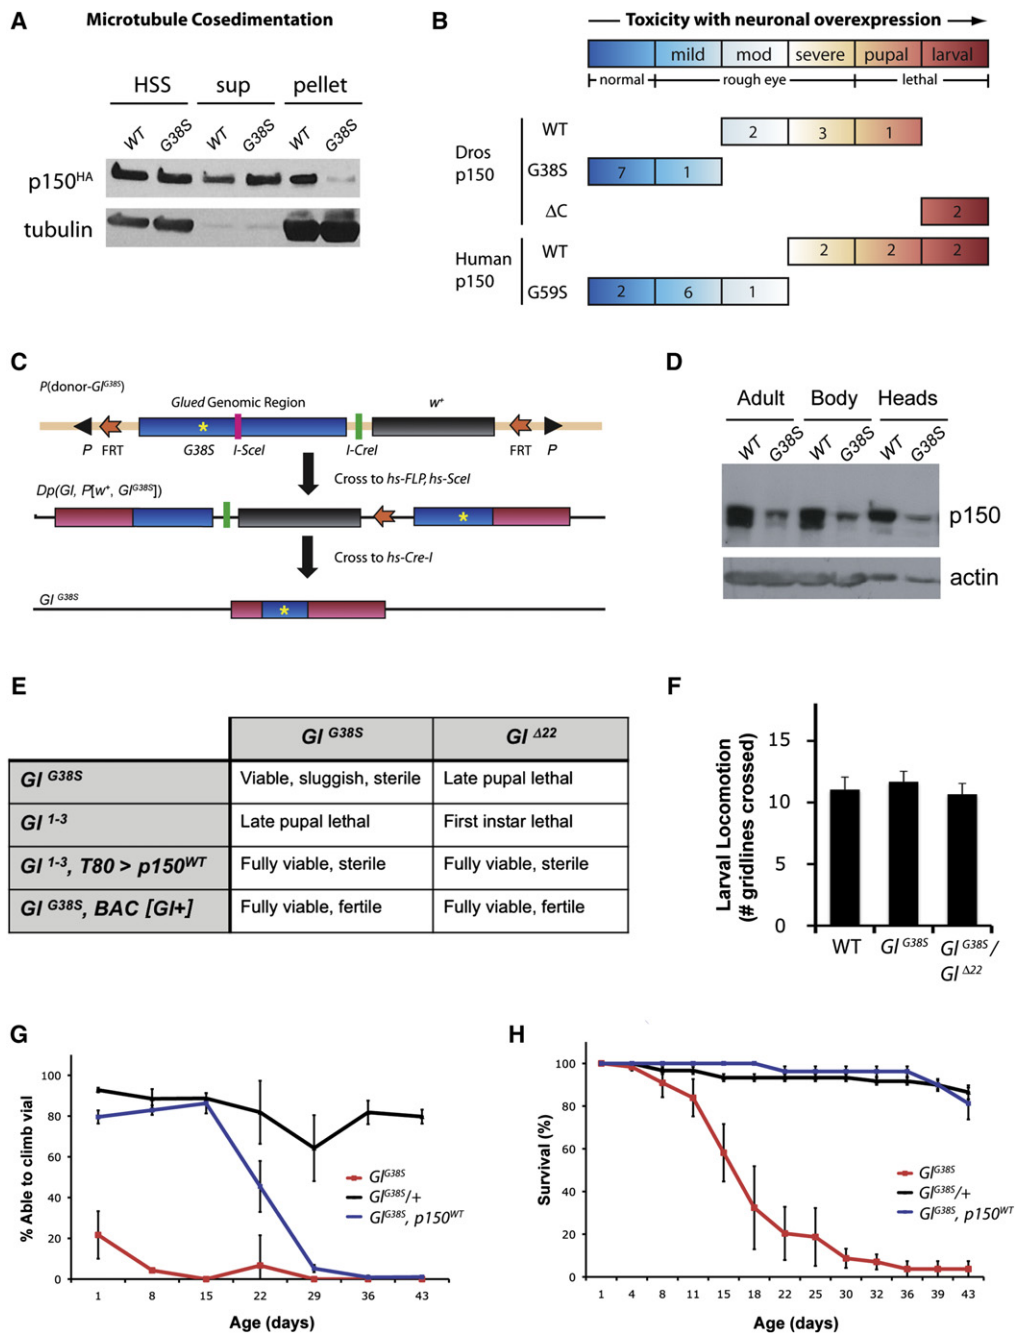 A
Microtubule Cosedimentation
HSS sup pellet
WT G38S WT G38S WT G38S
p150HA
tubulin
B
Toxicity with neuronal overexpression
mild mod severe pupal larval
normal rough eye lethal
Dros p150
WT 2 3 1
G38S 7 1
ΔC 2
Human p150
WT 2 2 2
G59S 2 6 1
C
P(donor-GlG38S)
Glued Genomic Region
w+
P FRT G38S I-SceI I-CreI FRT P
Cross to hs-FLP, hs-SceI
Dp(Gl, P[w+, GlG38S])
Cross to hs-Cre-I
Gl G38S
D
Adult Body Heads
WT G38S WT G38S WT G38S
p150
actin
E
Gl G38S Gl Δ22
Gl G38S Viable, sluggish, sterile Late pupal lethal
Gl 1-3 Late pupal lethal First instar lethal
Gl 1-3, T80 > p150WT Fully viable, sterile Fully viable, sterile
Gl G38S, BAC [Gl+] Fully viable, fertile Fully viable, fertile
F
Larval Locomotion
(# gridlines crossed)
15
10
5
0
WT Gl G38S Gl G38S/
Gl Δ22
G
% Able to climb vial
100
80
60
40
20
0
GlG38S
GlG38S/+
GlG38S, p150WT
1 8 15 22 29 36 43
Age (days)
H
Survival (%)
100
80
60
40
20
0
GlG38S
GlG38S/+
GlG38S, p150WT
1 4 8 11 15 18 22 25 30 32 36 39 43
Age (days)